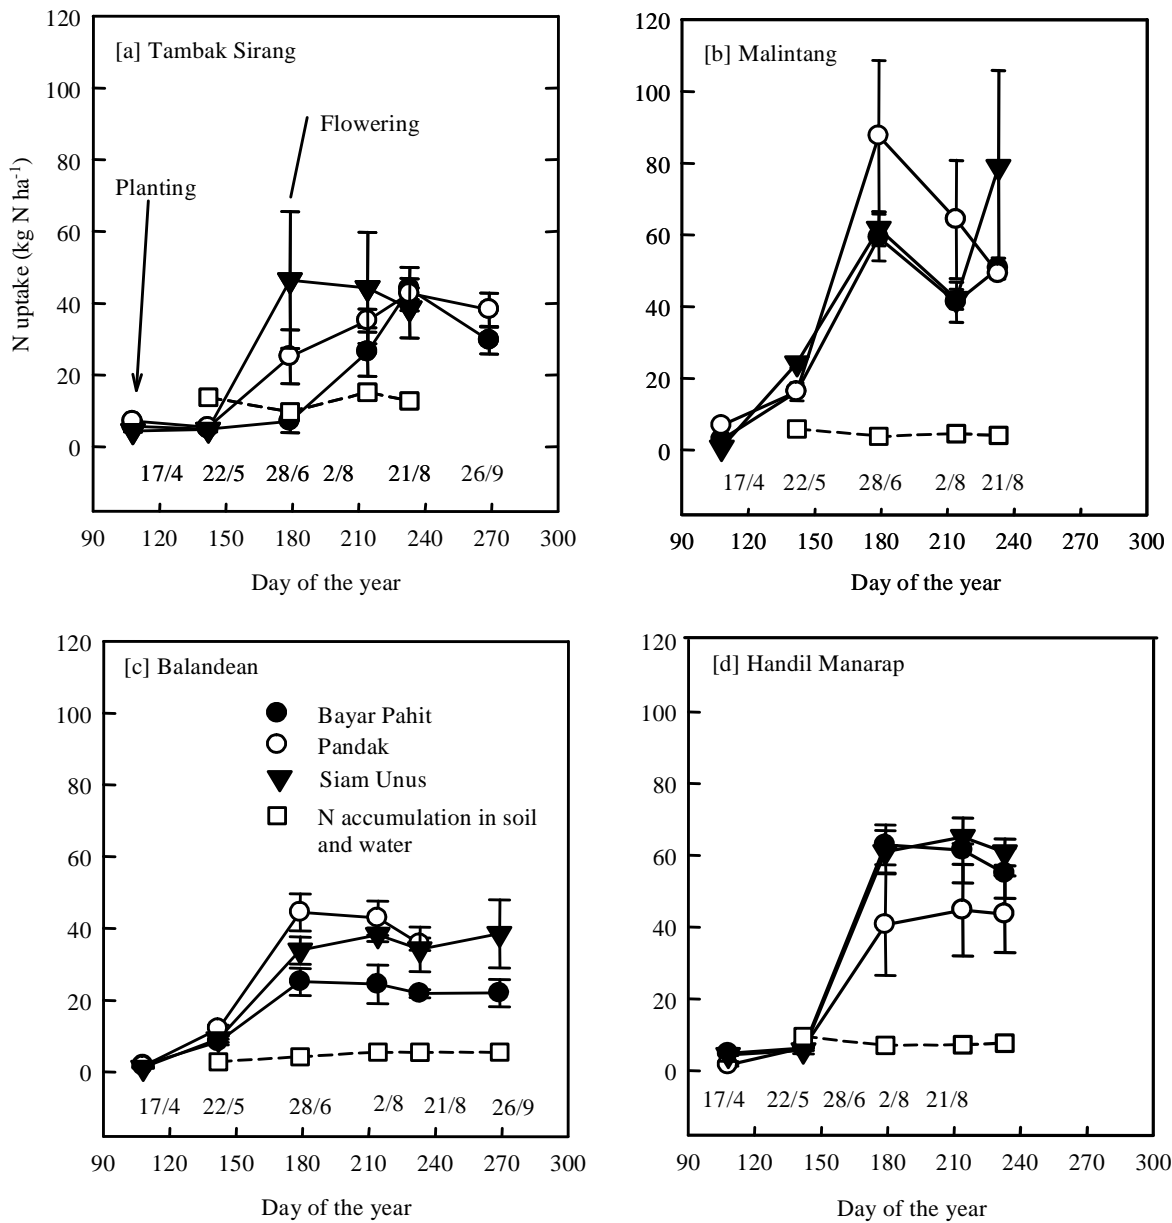 [a] Tambak Sirang
Flowering
Planting
N uptake (kg N ha-1)
120
100
80
60
40
20
0
17/4 22/5 28/6 2/8 21/8 26/9
90 120 150 180 210 240 270 300
Day of the year
[b] Malintang
120
100
80
60
40
20
0
17/4 22/5 28/6 2/8 21/8
90 120 150 180 210 240 270 300
Day of the year
[c] Balandean
Bayar Pahit
Pandak
Siam Unus
N accumulation in soil
and water
120
100
80
60
40
20
0
17/4 22/5 28/6 2/8 21/8 26/9
90 120 150 180 210 240 270 300
Day of the year
[d] Handil Manarap
120
100
80
60
40
20
0
17/4 22/5 28/6 2/8 21/8
90 120 150 180 210 240 270 300
Day of the year